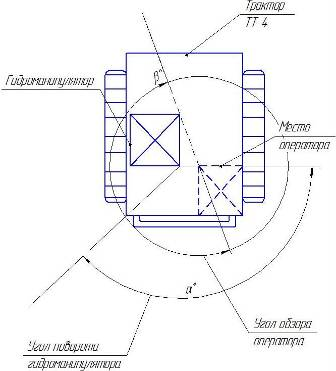 Трактор
ТТ 4
β°
Гидроманипулятор
Место
оператора
α°
Угол обзора
оператора
Угол поворота
гидроманипулятора